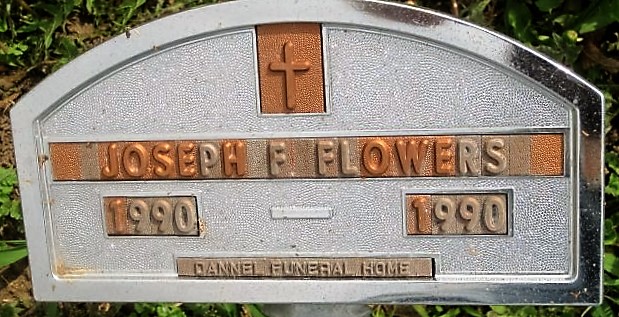 JOSEPH F FLOWERS
1990 — 1990
DANNEL FUNERAL HOME